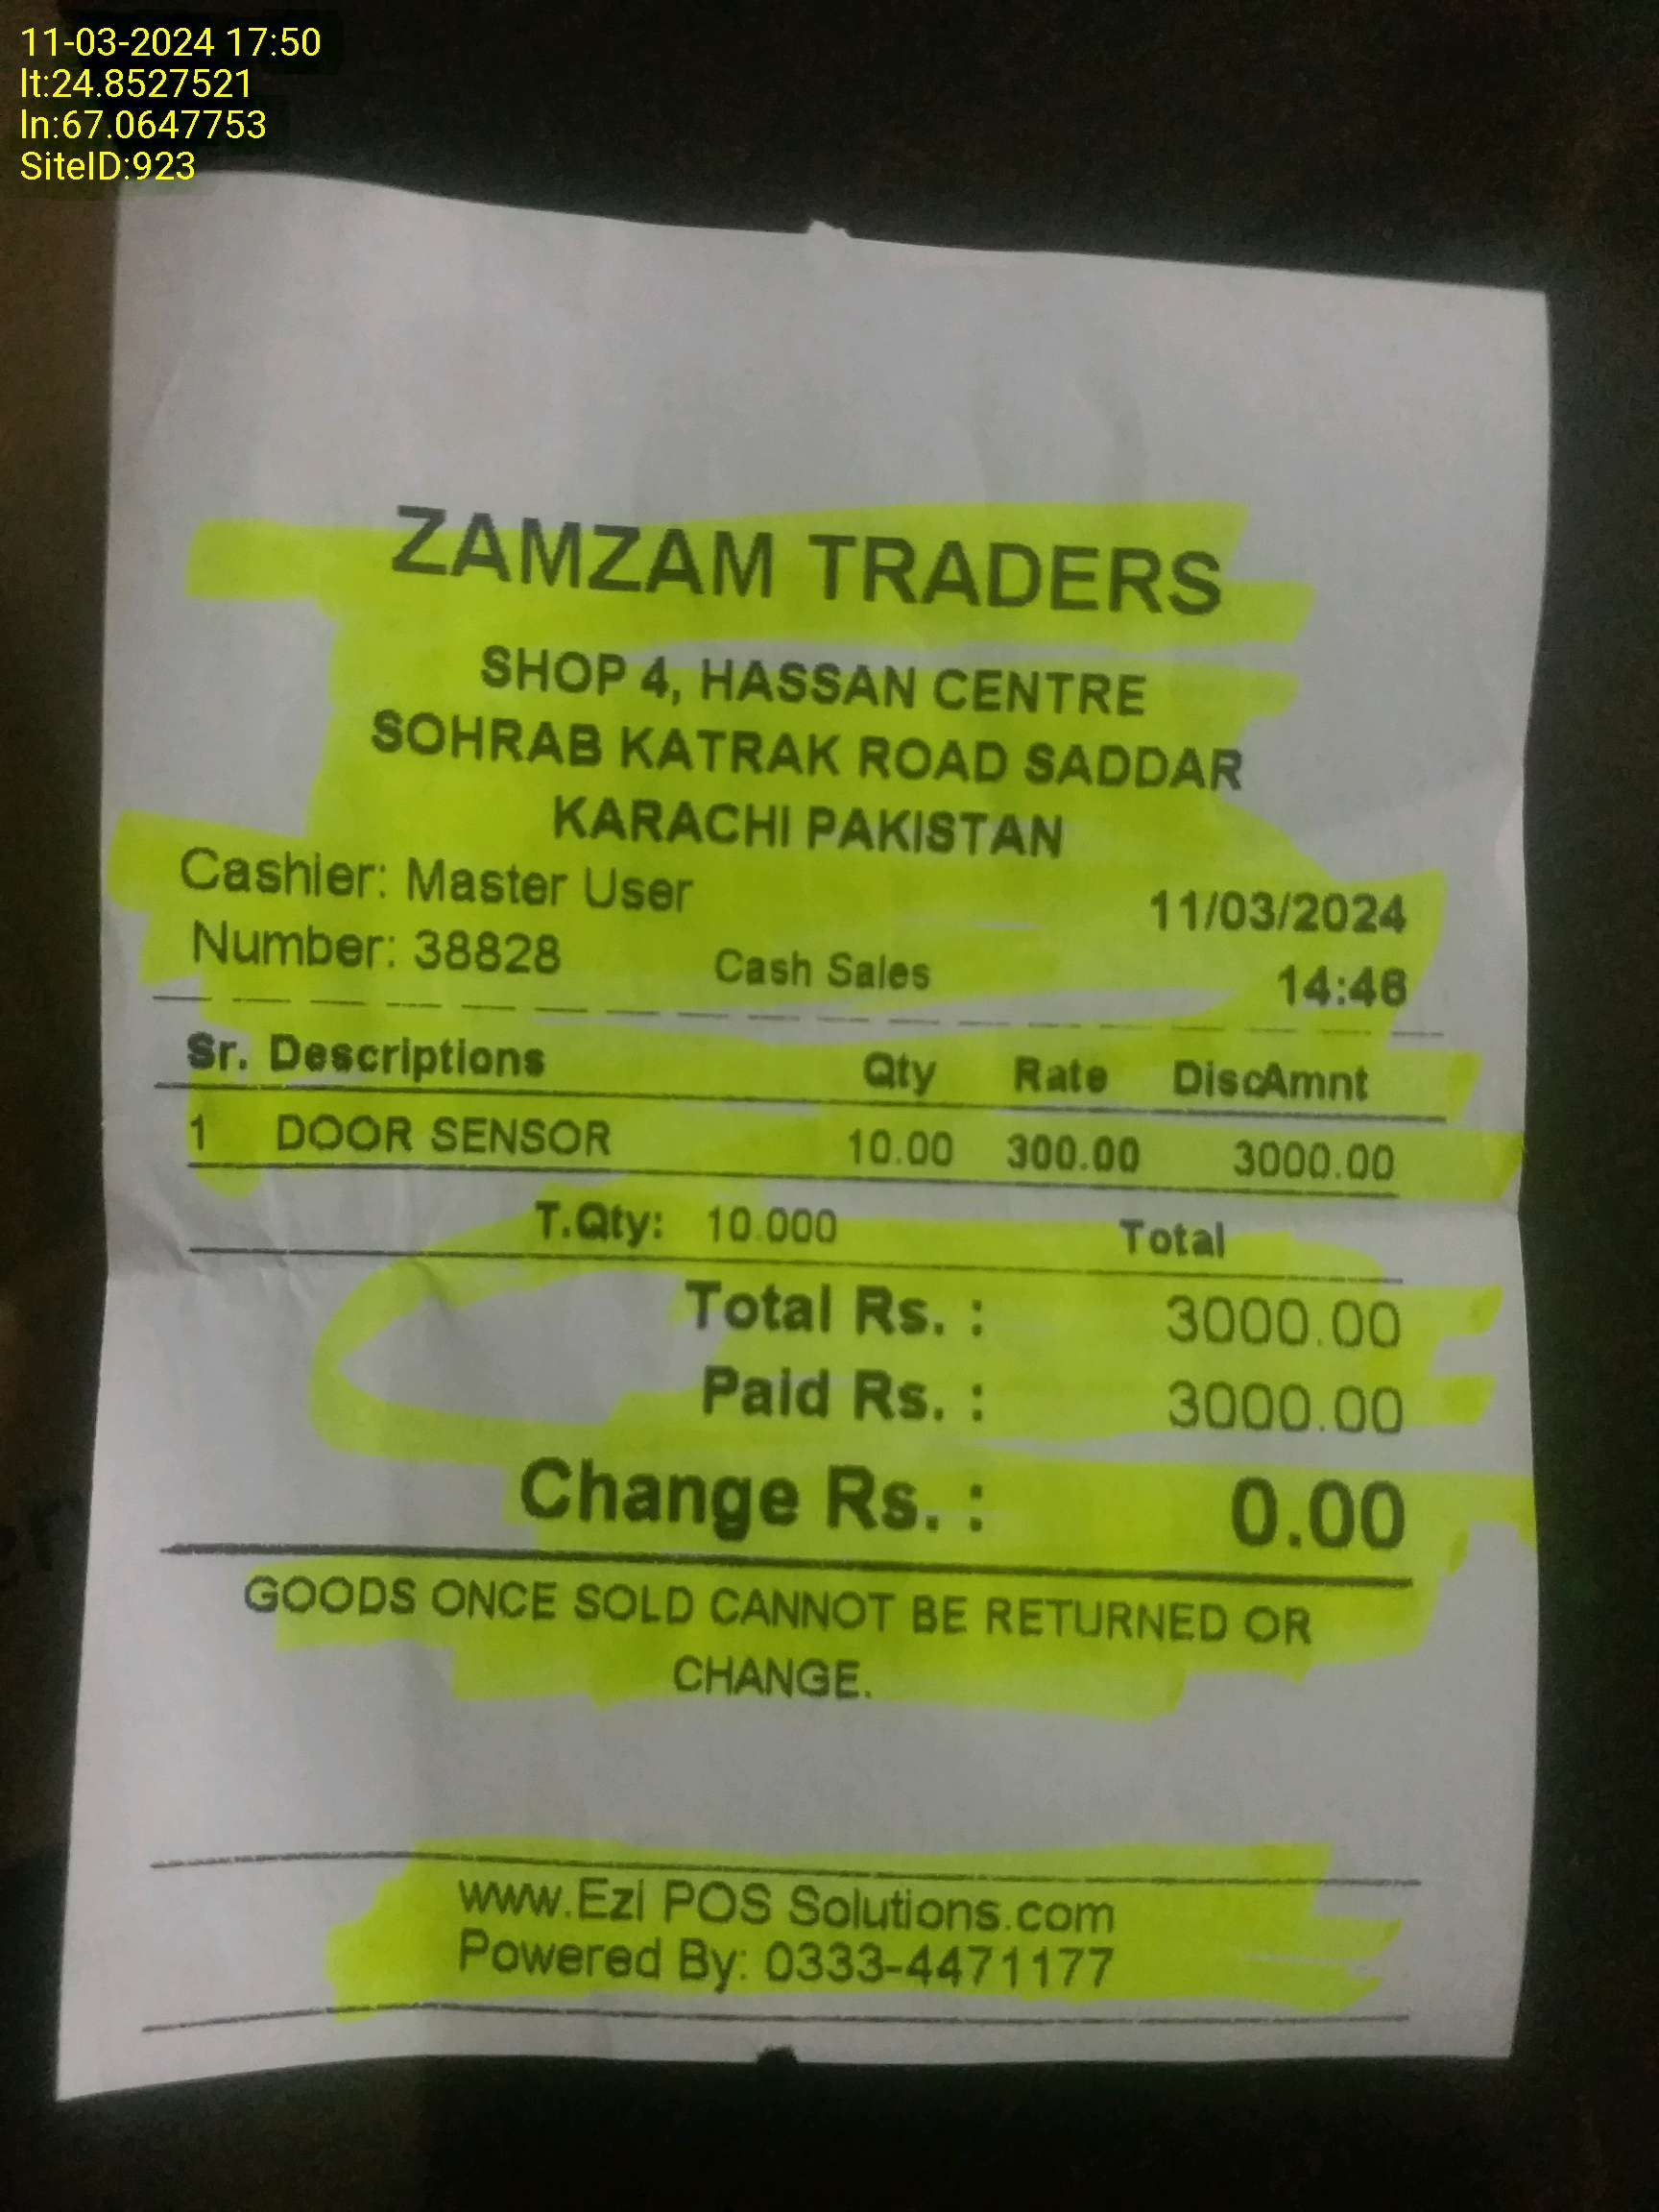 11-03-2024 17:50
lt:24.8527521
ln:67.0647753
SiteID:923
ZAMZAM TRADERS
SHOP 4, HASSAN CENTRE
SOHRAB KATRAK ROAD SADDAR
KARACHI PAKISTAN
Cashier: Master User 11/03/2024
Number: 38828 Cash Sales 14:46
Sr. Descriptions Qty Rate DiscAmnt
1 DOOR SENSOR 10.00 300.00 3000.00
T.Qty: 10.000 Total
Total Rs. : 3000.00
Paid Rs. : 3000.00
Change Rs. : 0.00
GOODS ONCE SOLD CANNOT BE RETURNED OR
CHANGE.
www.Ezi POS Solutions.com
Powered By: 0333-4471177